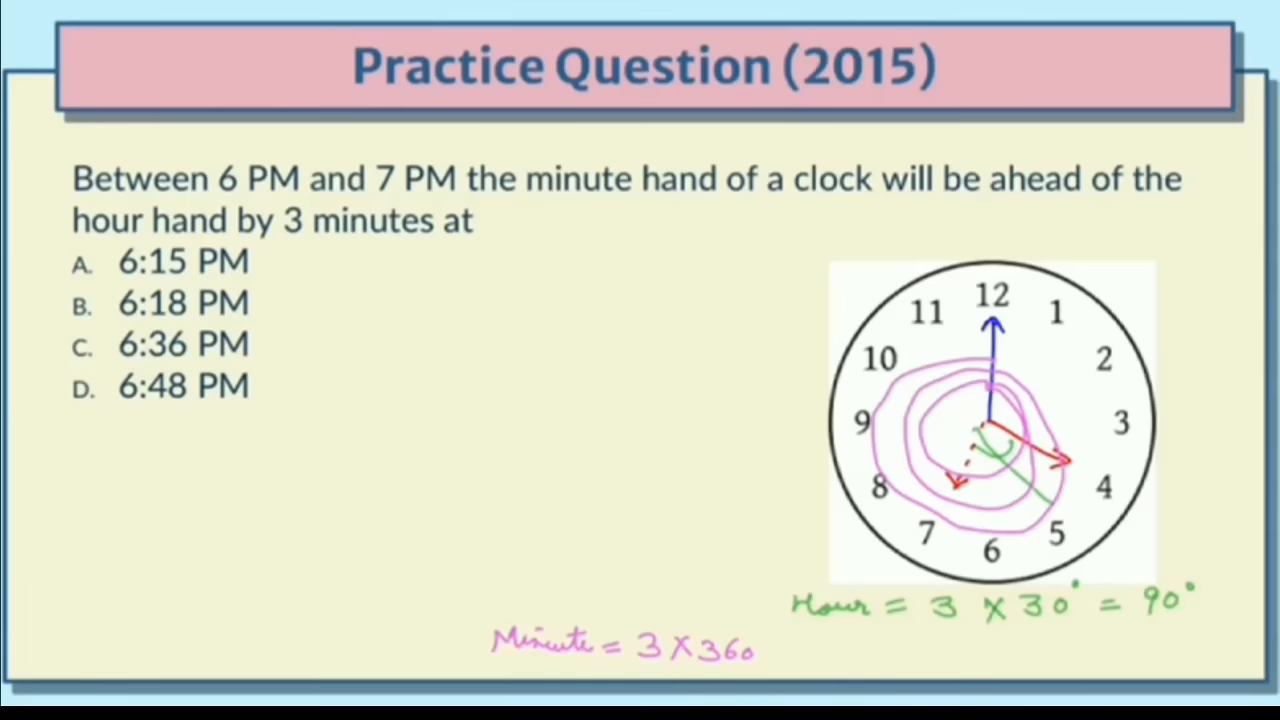 Practice Question (2015)
Between 6 PM and 7 PM the minute hand of a clock will be ahead of the
hour hand by 3 minutes at
A. 6:15 PM
B. 6:18 PM
C. 6:36 PM
D. 6:48 PM
12
11 1
10 2
9 3
8 4
7 5
6
Hour = 3 X 30° = 90°
Minute = 3 X 360